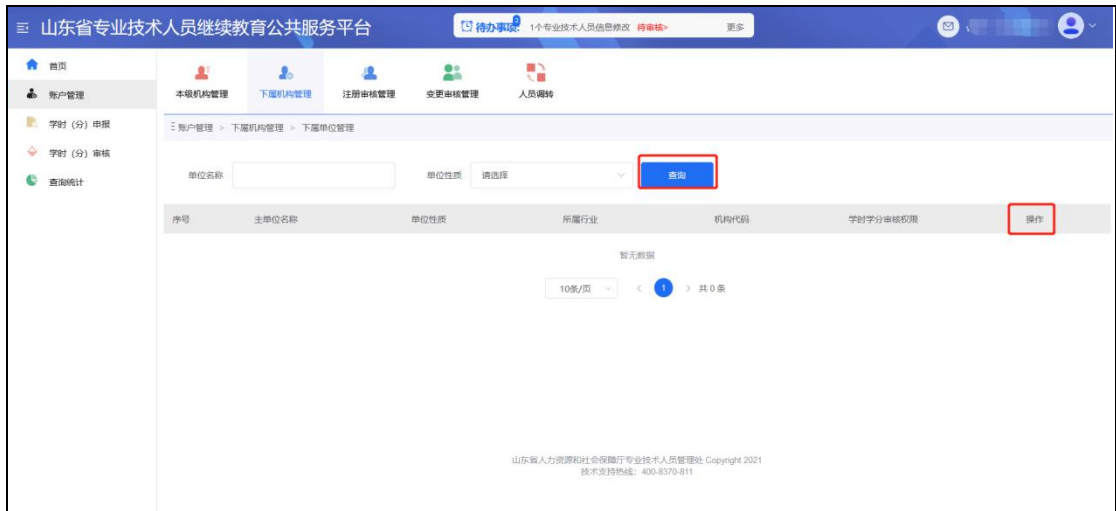 山东省专业技术人员继续教育公共服务平台
待办事项 2 1个专业技术人员信息修改 待审核> 更多
首页
账户管理
学时（分）申报
学时（分）审核
查询统计
本级机构管理 下属机构管理 注册审核管理 变更审核管理 人员调转
账户管理 > 下属机构管理 > 下属单位管理
单位名称 单位性质 请选择 查询
序号 主单位名称 单位性质 所属行业 机构代码 学时学分审核权限 操作
暂无数据
10条/页 < 1 > 共 0 条
山东省人力资源和社会保障厅专业技术人员管理处 Copyright 2021
技术支持热线：400-8370-811